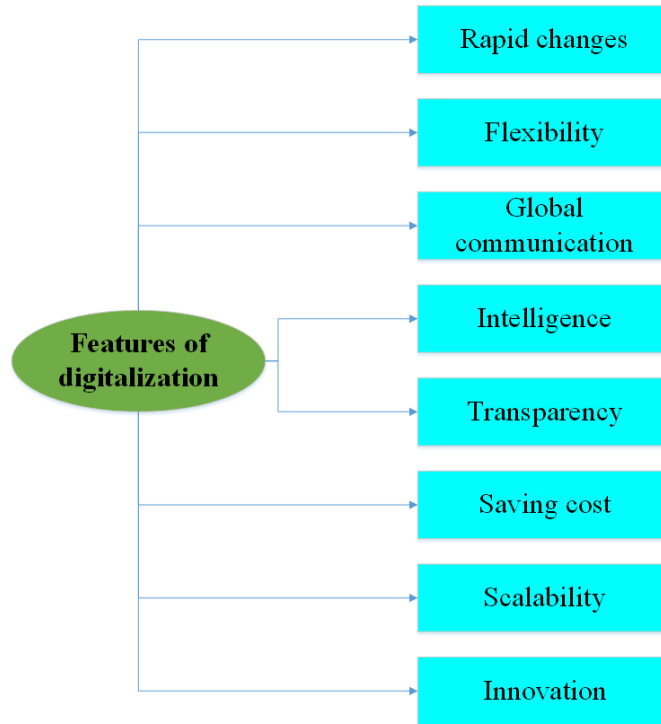 Rapid changes
Flexibility
Global
communication
Features of
digitalization
Intelligence
Transparency
Saving cost
Scalability
Innovation